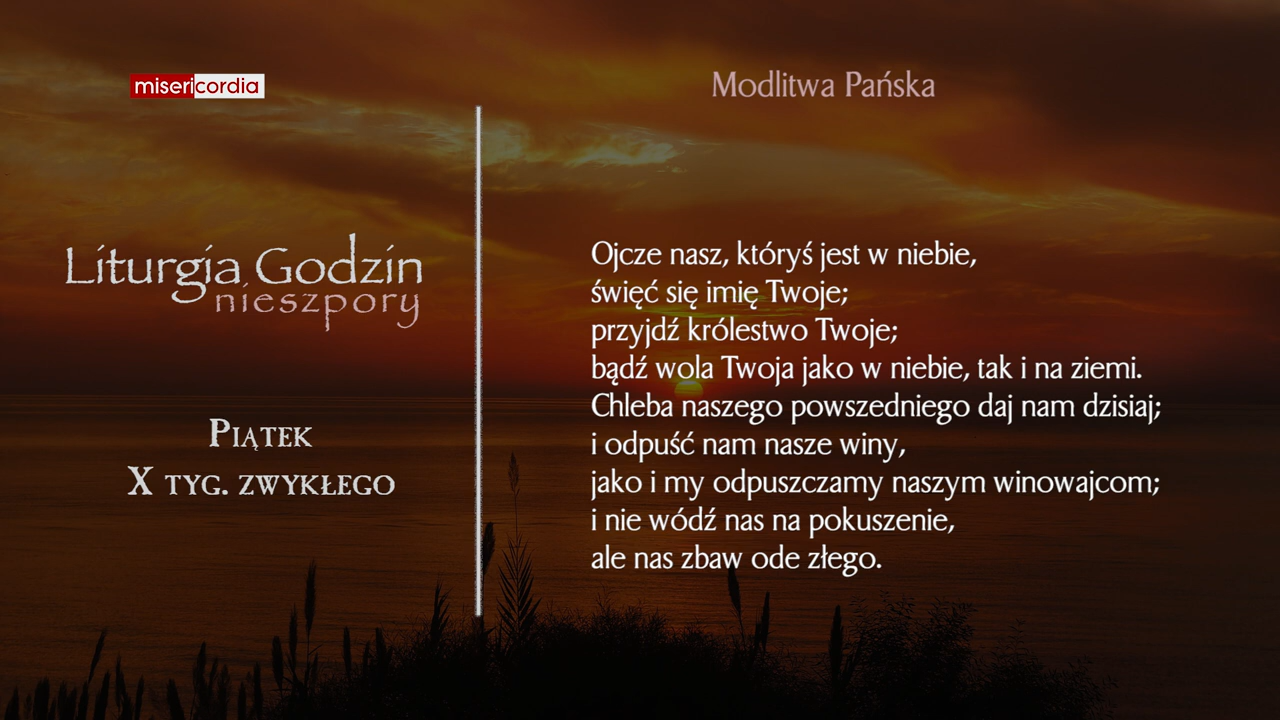 misericordia
Liturgia Godzin
nieszpory
Piątek
X tyg. zwykłego
Modlitwa Pańska
Ojcze nasz, któryś jest w niebie,
święć się imię Twoje;
przyjdź królestwo Twoje;
bądź wola Twoja jako w niebie, tak i na ziemi.
Chleba naszego powszedniego daj nam dzisiaj;
i odpuść nam nasze winy,
jako i my odpuszczamy naszym winowajcom;
i nie wódź nas na pokuszenie,
ale nas zbaw ode złego.